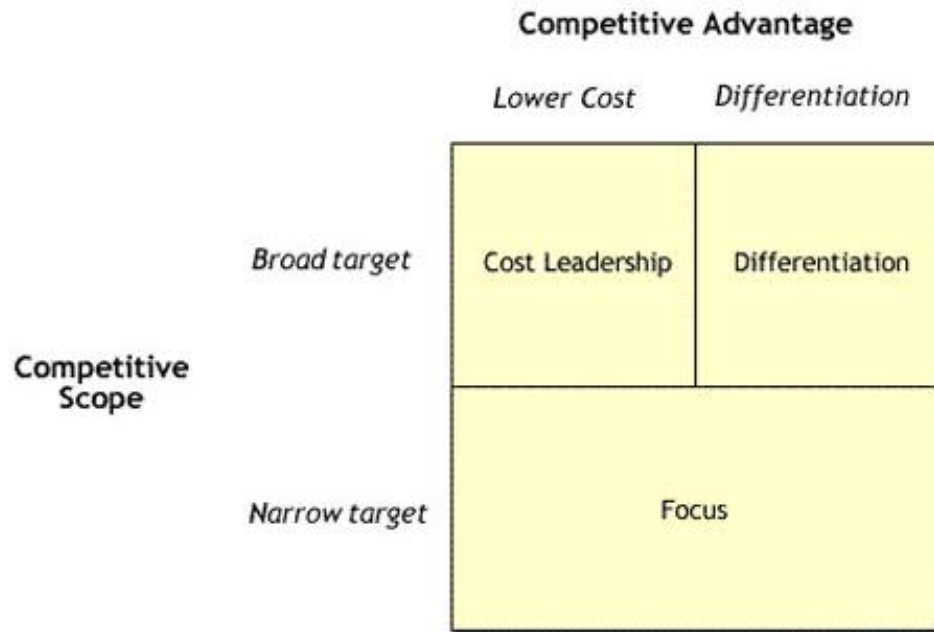 Competitive Advantage
Lower Cost Differentiation
Broad target Cost Leadership Differentiation
Competitive
Scope
Narrow target Focus